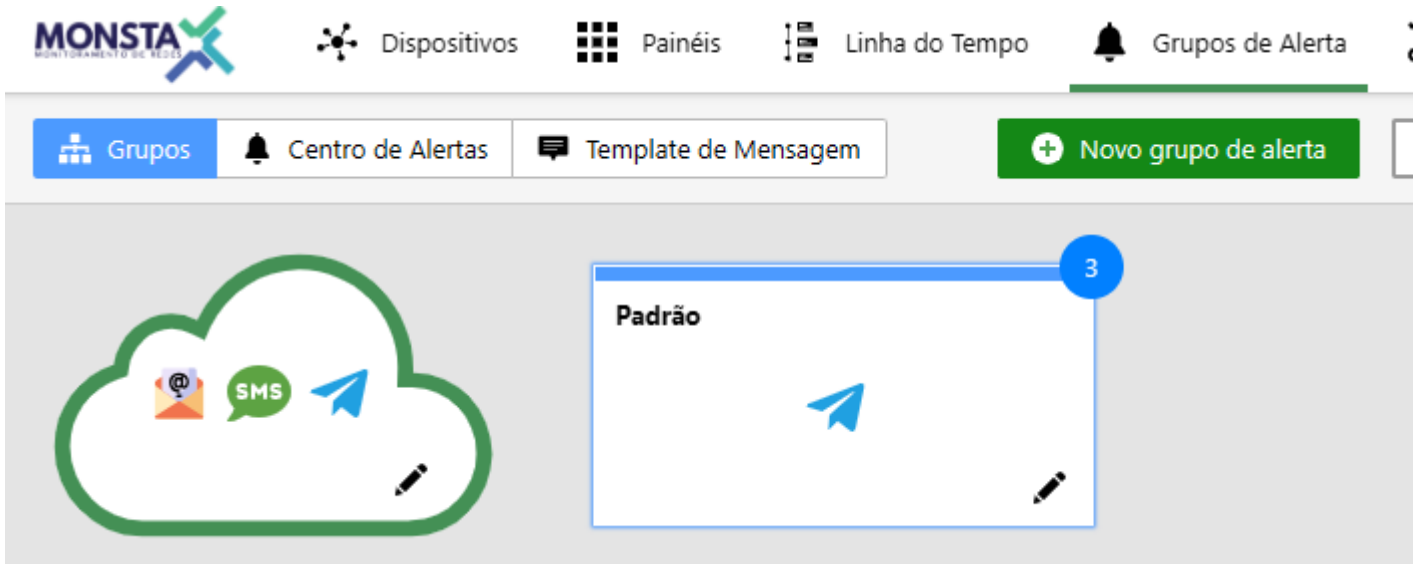 MONSTA
MONITORAMENTO DE REDES
Dispositivos
Painéis
Linha do Tempo
Grupos de Alerta
Grupos
Centro de Alertas
Template de Mensagem
Novo grupo de alerta
3
Padrão
@
SMS